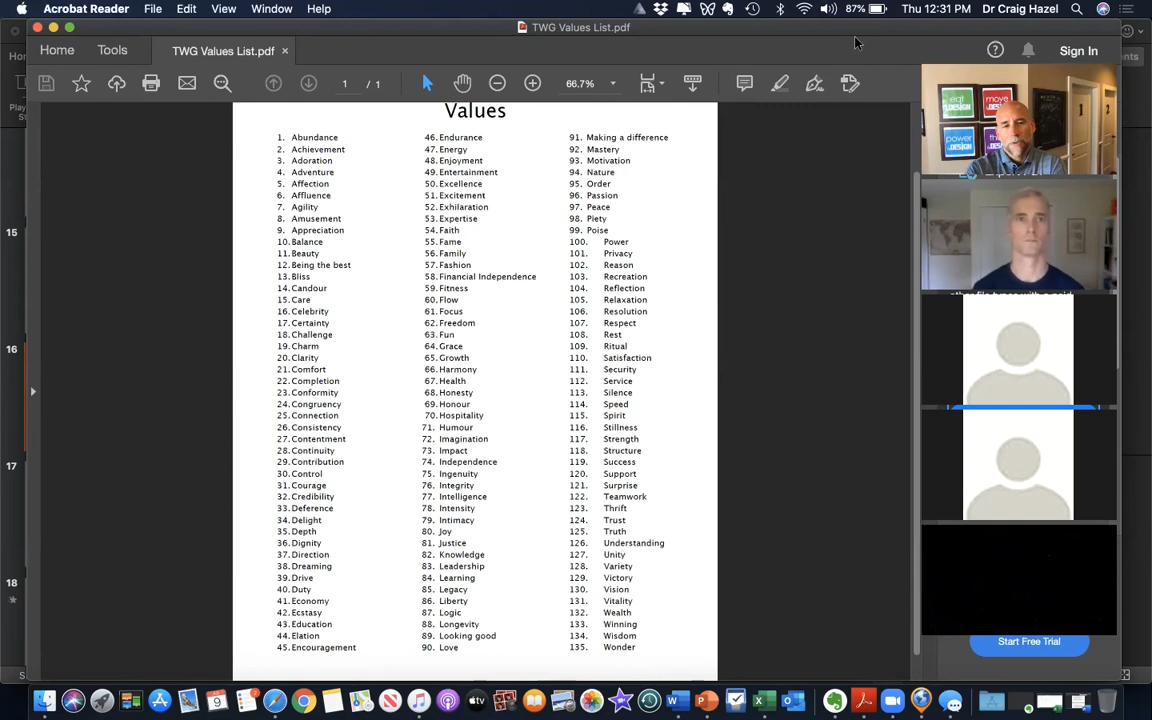 Acrobat Reader File Edit View Window Help 87% Thu 12:31 PM Dr Craig Hazel
TWG Values List.pdf
Home Tools TWG Values List.pdf × Sign In
1 / 1 66.7%
Values
1. Abundance
2. Achievement
3. Adoration
4. Adventure
5. Affection
6. Affluence
7. Agility
8. Amusement
9. Appreciation
10. Balance
11. Beauty
12. Being the best
13. Bliss
14. Candour
15. Care
16. Celebrity
17. Certainty
18. Challenge
19. Charm
20. Clarity
21. Comfort
22. Completion
23. Conformity
24. Congruency
25. Connection
26. Consistency
27. Contentment
28. Continuity
29. Contribution
30. Control
31. Courage
32. Credibility
33. Deference
34. Delight
35. Depth
36. Dignity
37. Direction
38. Dreaming
39. Drive
40. Duty
41. Economy
42. Ecstasy
43. Education
44. Elation
45. Encouragement
46. Endurance
47. Energy
48. Enjoyment
49. Entertainment
50. Excellence
51. Excitement
52. Exhilaration
53. Expertise
54. Faith
55. Fame
56. Family
57. Fashion
58. Financial Independence
59. Fitness
60. Flow
61. Focus
62. Freedom
63. Fun
64. Grace
65. Growth
66. Harmony
67. Health
68. Honesty
69. Honour
70. Hospitality
71. Humour
72. Imagination
73. Impact
74. Independence
75. Ingenuity
76. Integrity
77. Intelligence
78. Intensity
79. Intimacy
80. Joy
81. Justice
82. Knowledge
83. Leadership
84. Learning
85. Legacy
86. Liberty
87. Logic
88. Longevity
89. Looking good
90. Love
91. Making a difference
92. Mastery
93. Motivation
94. Nature
95. Order
96. Passion
97. Peace
98. Piety
99. Poise
100. Power
101. Privacy
102. Reason
103. Recreation
104. Reflection
105. Relaxation
106. Resolution
107. Respect
108. Rest
109. Ritual
110. Satisfaction
111. Security
112. Service
113. Silence
114. Speed
115. Spirit
116. Stillness
117. Strength
118. Structure
119. Success
120. Support
121. Surprise
122. Teamwork
123. Thrift
124. Trust
125. Truth
126. Understanding
127. Unity
128. Variety
129. Victory
130. Vision
131. Vitality
132. Wealth
133. Winning
134. Wisdom
135. Wonder
eat
move
power
DESIGN
Start Free Trial
15
16
17
18
9